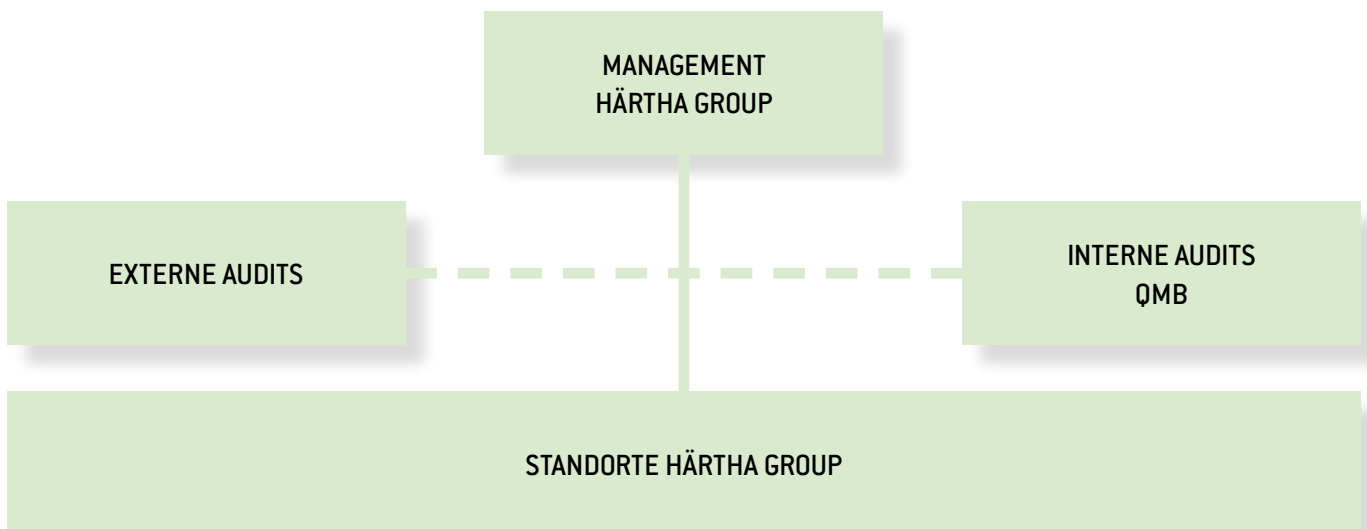 MANAGEMENT
HÄRTHA GROUP
EXTERNE AUDITS
INTERNE AUDITS
QMB
STANDORTE HÄRTHA GROUP